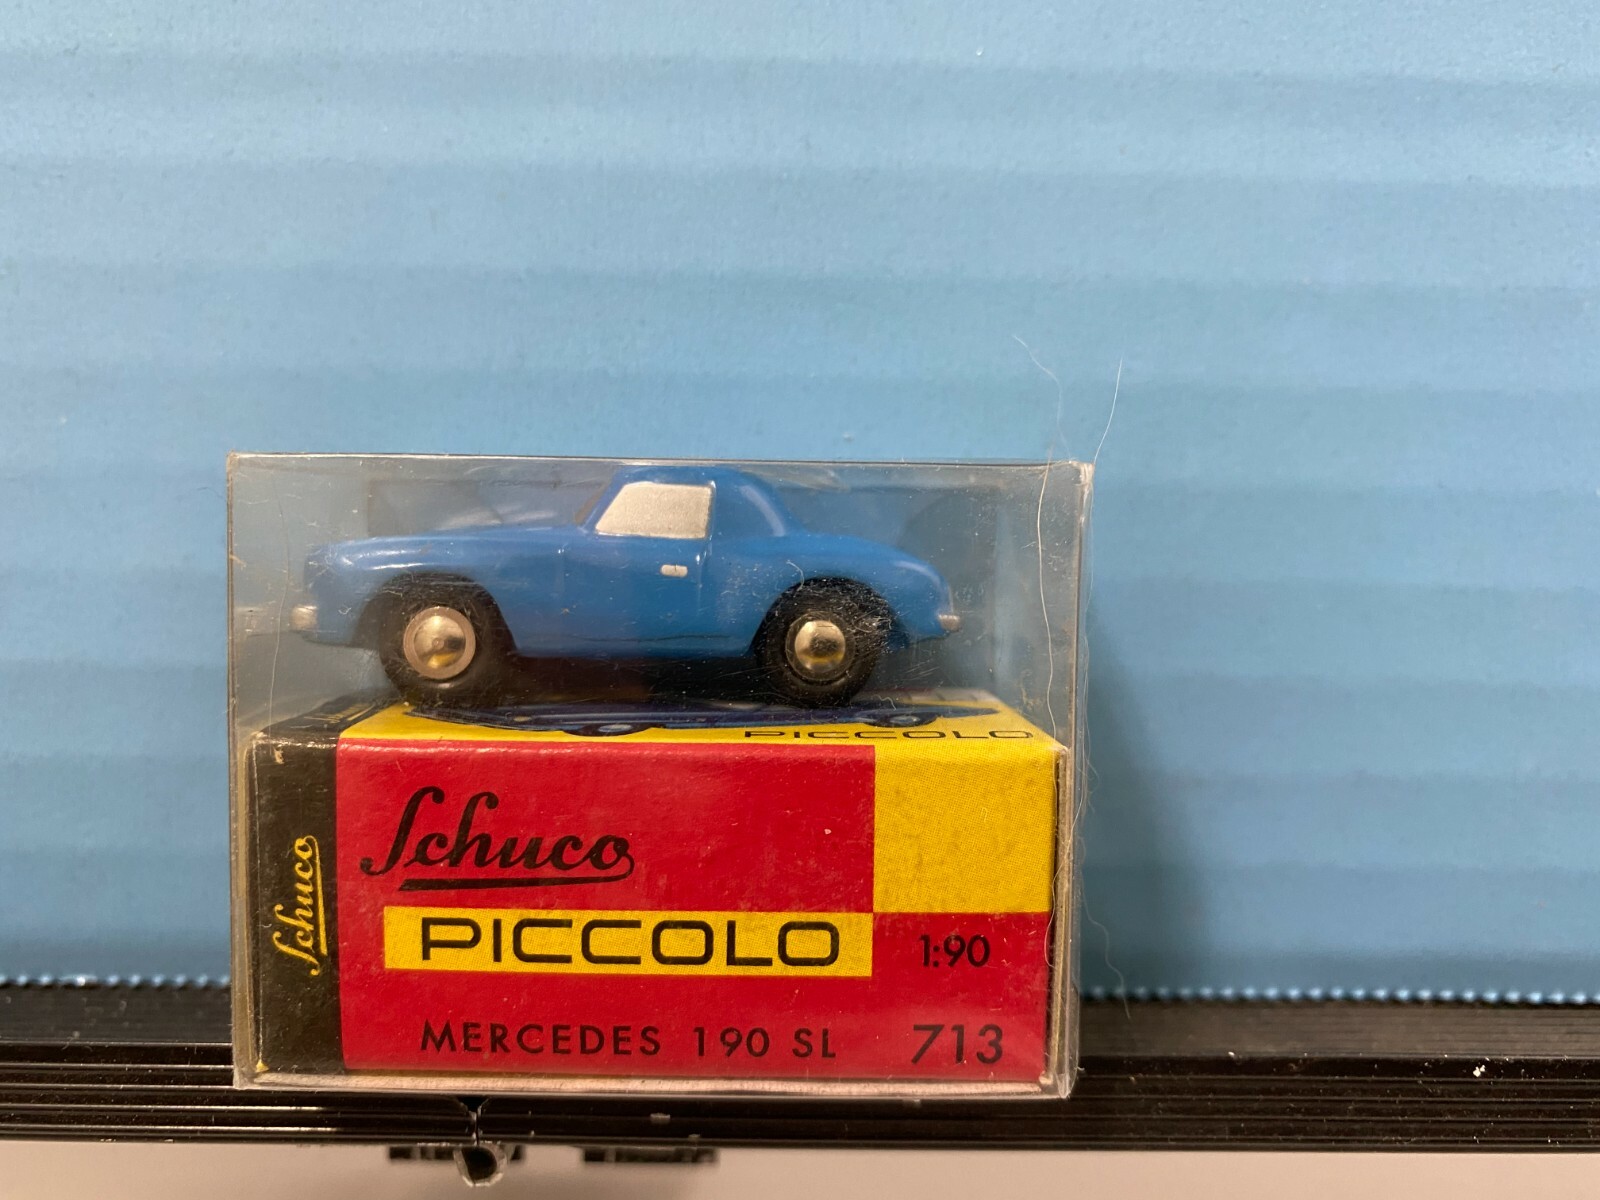 PICCOLO
Schuco
Schuco
PICCOLO
1:90
MERCEDES 190 SL 713